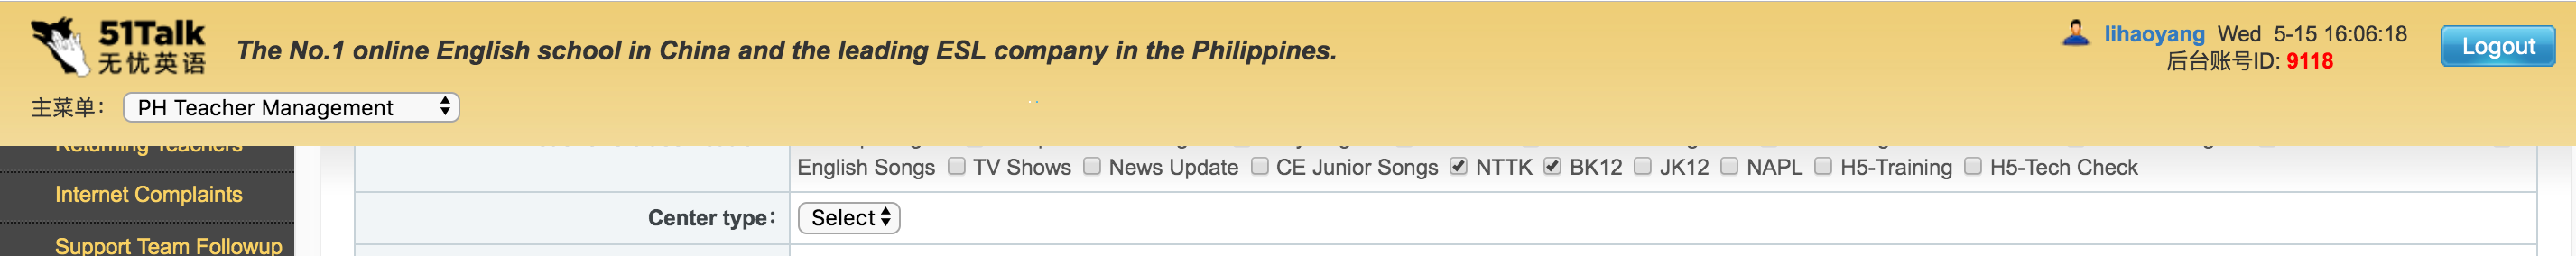 51Talk
无忧英语
The No.1 online English school in China and the leading ESL company in the Philippines.
lihaoyang Wed 5-15 16:06:18
后台账号ID: 9118
Logout
主菜单: PH Teacher Management
Returning Teachers
English Songs TV Shows News Update CE Junior Songs NTTK BK12 JK12 NAPL H5-Training H5-Tech Check
Internet Complaints
Center type: Select
Support Team Followup